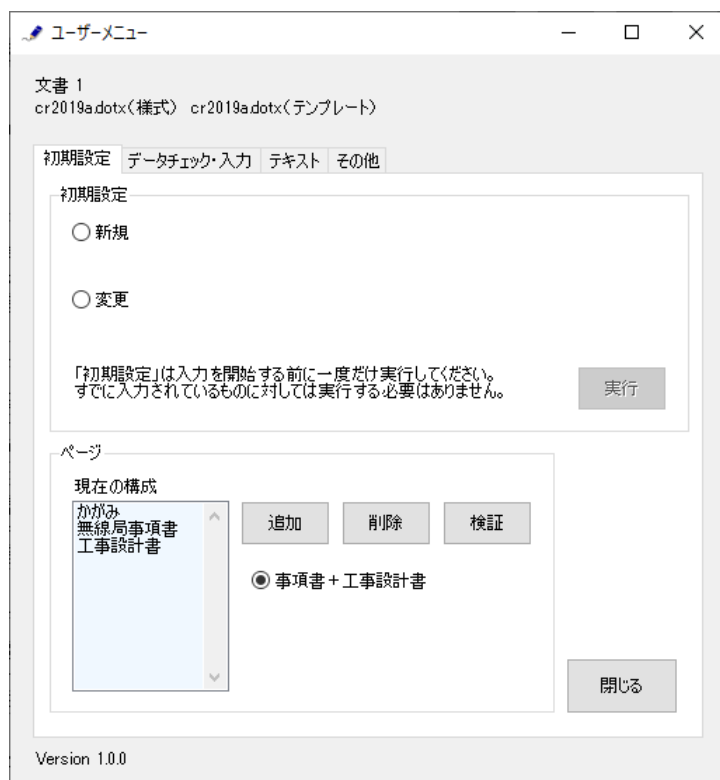 ユーザーメニュー
文書 1
cr2019a.dotx（様式） cr2019a.dotx（テンプレート）
初期設定 データチェック・入力 テキスト その他
初期設定
新規
変更
「初期設定」は入力を開始する前に一度だけ実行してください。
すでに入力されているものに対しては実行する必要はありません。
実行
ページ
現在の構成
かがみ
無線局事項書
工事設計書
追加 削除 検証
事項書＋工事設計書
閉じる
Version 1.0.0